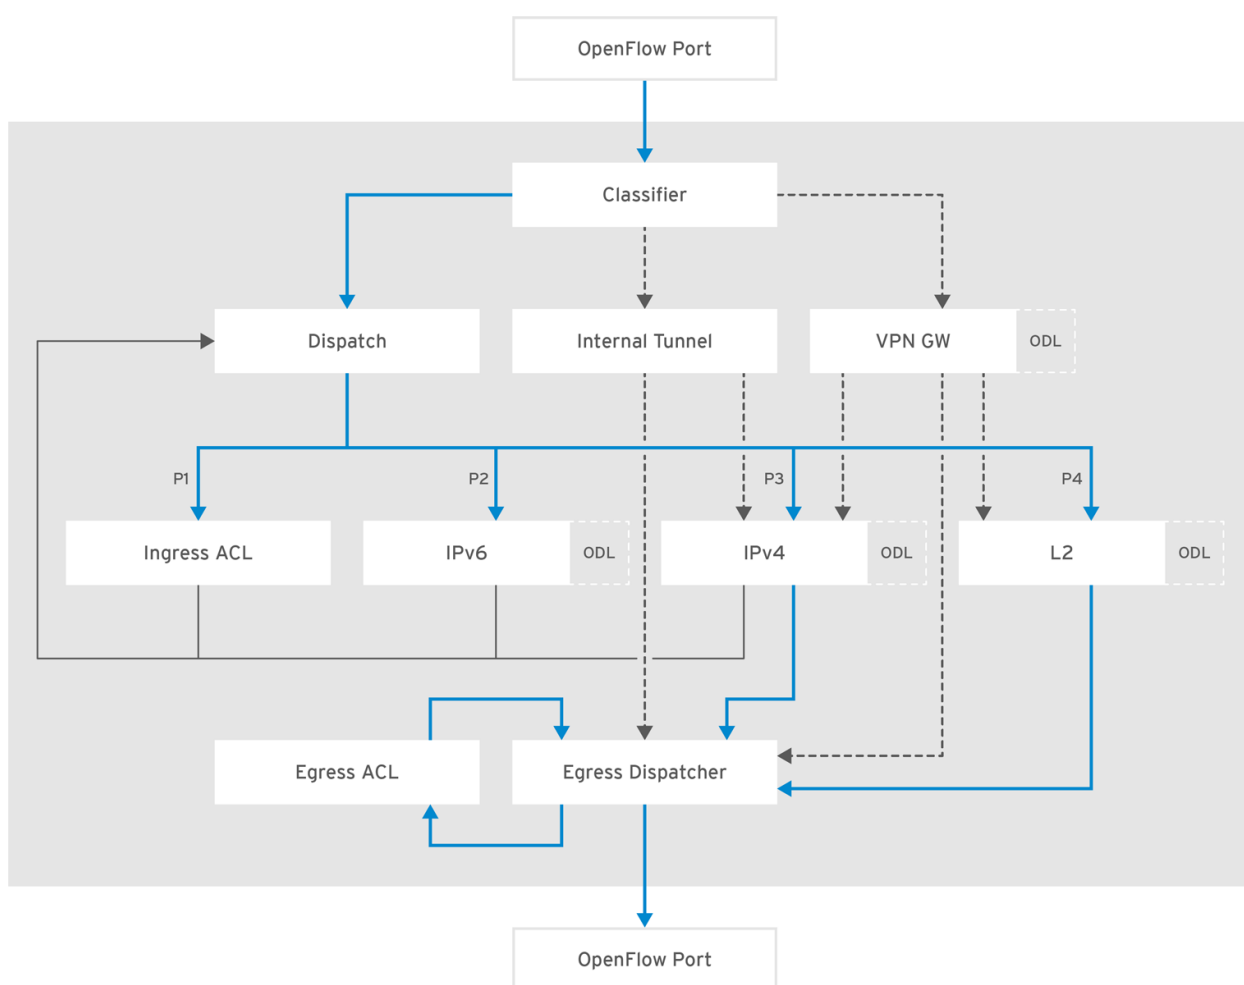 OpenFlow Port
Classifier
Dispatch
Internal Tunnel
VPN GW
ODL
P1
P2
P3
P4
Ingress ACL
IPv6
ODL
IPv4
ODL
L2
ODL
Egress ACL
Egress Dispatcher
OpenFlow Port